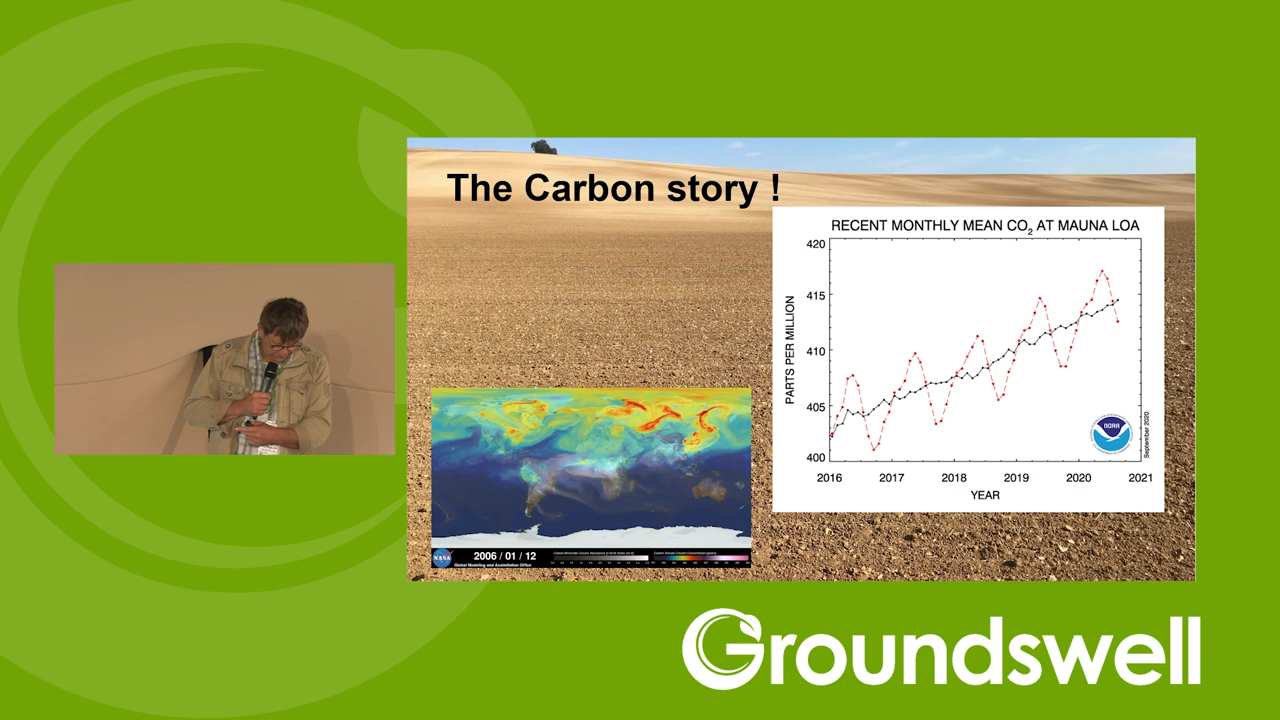 The Carbon story !
RECENT MONTHLY MEAN CO₂ AT MAUNA LOA
420
415
410
405
400
PARTS PER MILLION
2016 2017 2018 2019 2020 2021
YEAR
NOAA
September 2020
NASA
2006 / 01 / 12
Global Modeling and Assimilation Office
Groundswell